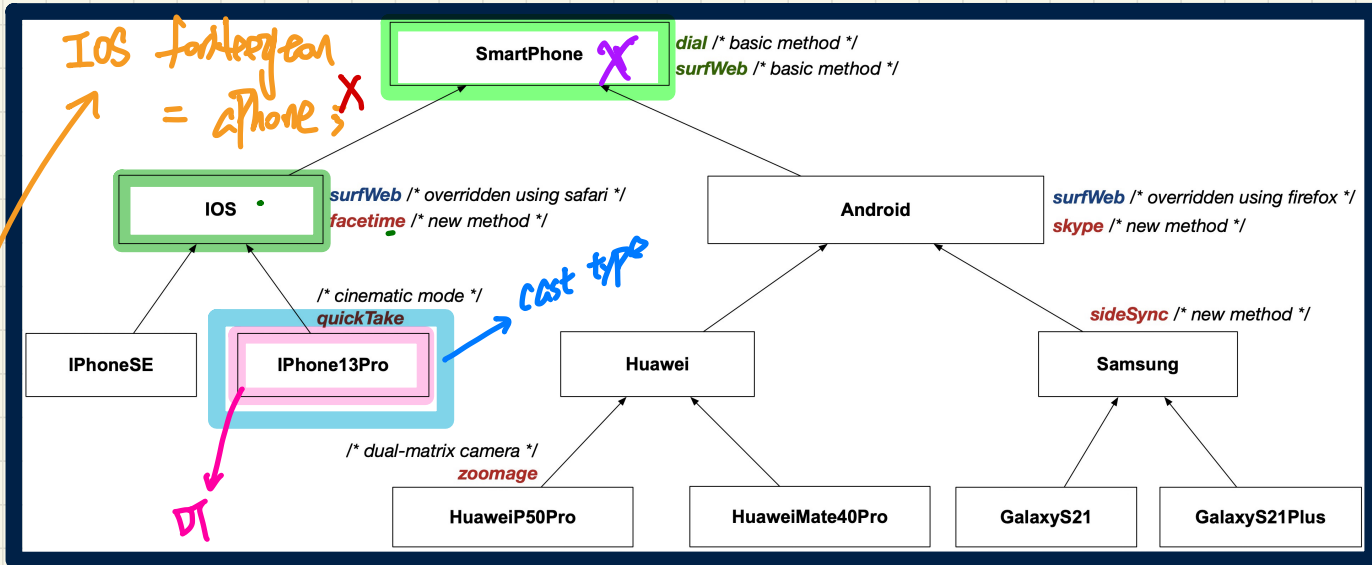 IOS
= aPhone;
X
SmartPhone
X
dial /* basic method */
surfWeb /* basic method */
IOS
surfWeb /* overridden using safari */
facetime /* new method */
Android
surfWeb /* overridden using firefox */
skype /* new method */
cast type
/* cinematic mode */
quickTake
sideSync /* new method */
IPhoneSE
IPhone13Pro
Huawei
Samsung
/* dual-matrix camera */
zoomage
DT
HuaweiP50Pro
HuaweiMate40Pro
GalaxyS21
GalaxyS21Plus